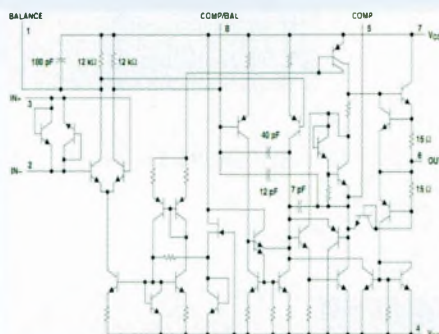 BALANCE COMP/BAL COMP
1 8 5 7
VCC
100 pF 12 kΩ 12 kΩ
IN+
3
40 pF
15 Ω
IN-
2
6
OUT
12 pF 7 pF
15 Ω
4